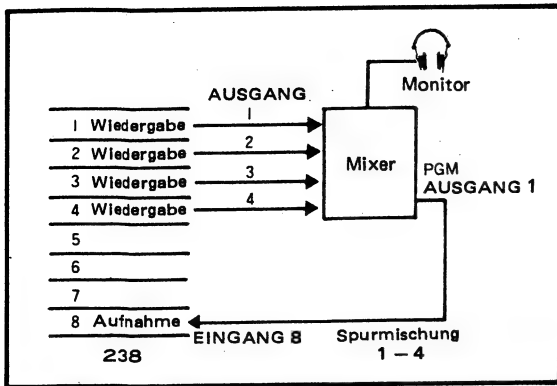 Monitor
AUSGANG
1 Wiedergabe 1
2 Wiedergabe 2
3 Wiedergabe 3
4 Wiedergabe 4
Mixer
PGM
AUSGANG 1
5
6
7
8 Aufnahme
EINGANG 8
Spurmischung
1 – 4
238